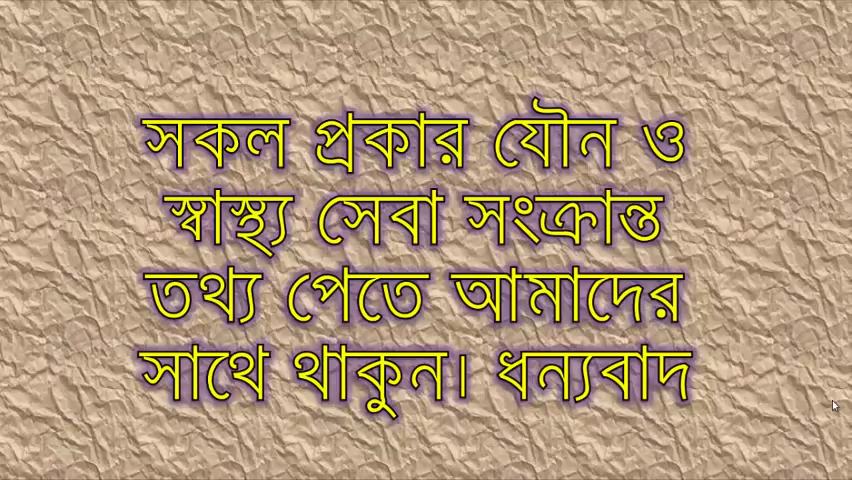 সকল প্রকার যৌন ও
স্বাস্থ্য সেবা সংক্রান্ত
তথ্য পেতে আমাদের
সাথে থাকুন। ধন্যবাদ